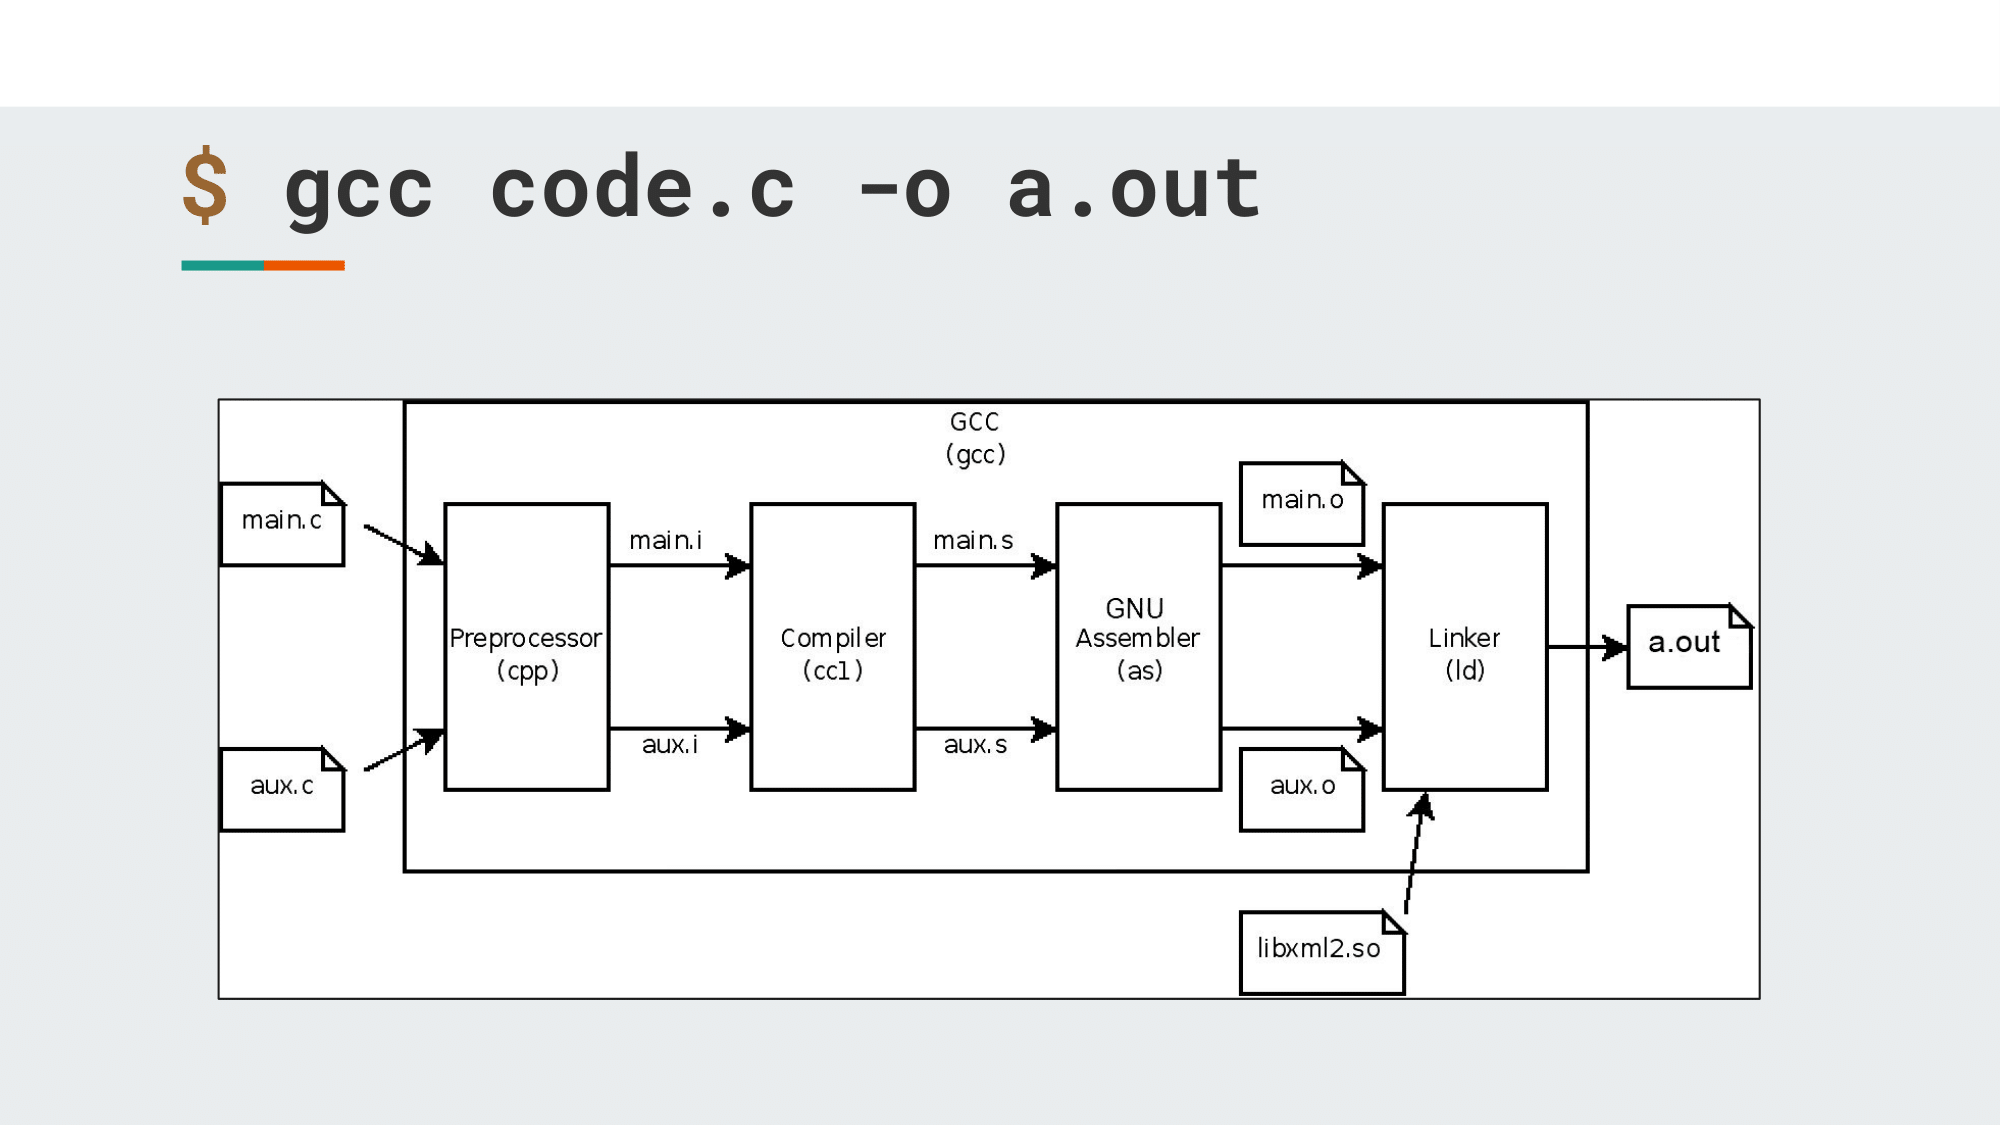 $ gcc code.c -o a.out
GCC
(gcc)
main.c
main.i
main.s
main.o
Preprocessor
(cpp)
Compiler
(cc1)
GNU
Assembler
(as)
Linker
(ld)
a.out
aux.c
aux.i
aux.s
aux.o
libxml2.so